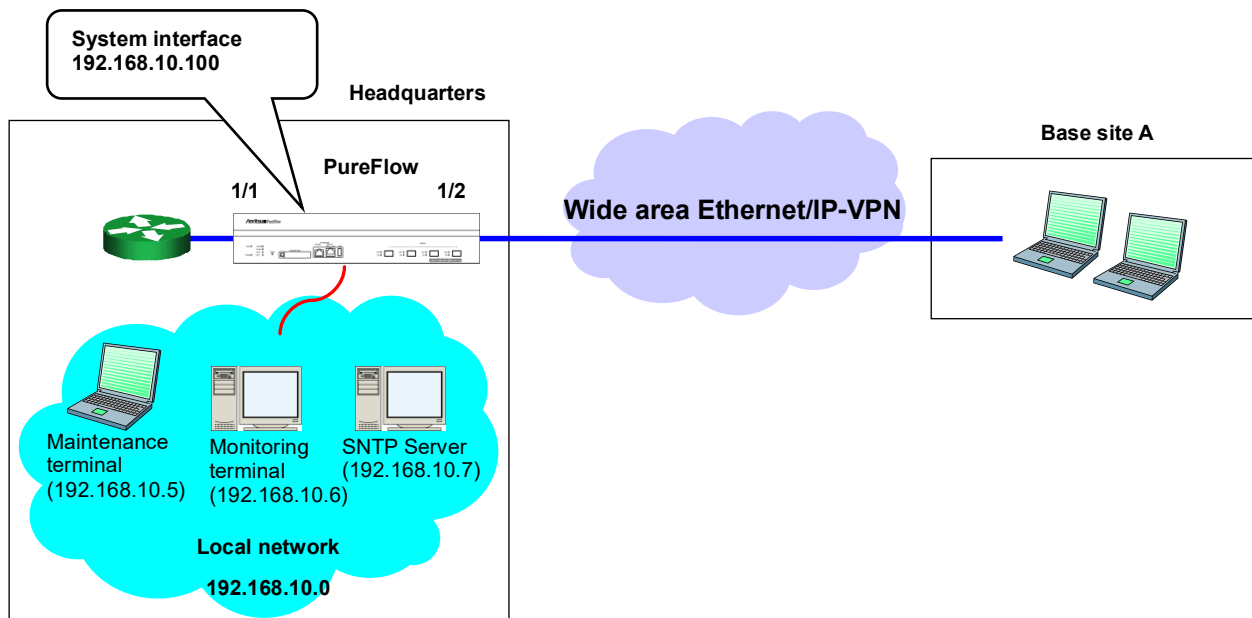 System interface
192.168.10.100
Headquarters
PureFlow
1/1
1/2
Wide area Ethernet/IP-VPN
Base site A
Maintenance
terminal
(192.168.10.5)
Monitoring
terminal
(192.168.10.6)
SNTP Server
(192.168.10.7)
Local network
192.168.10.0